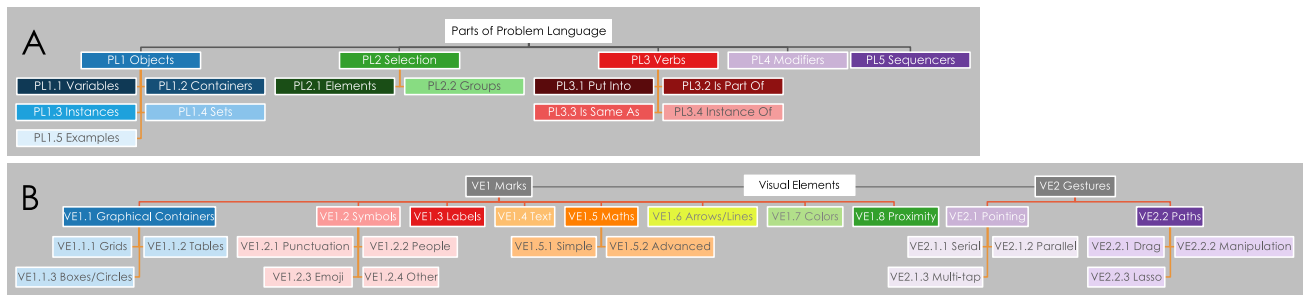 A
Parts of Problem Language
PL1 Objects PL2 Selection PL3 Verbs PL4 Modifiers PL5 Sequencers
PL1.1 Variables PL1.2 Containers PL2.1 Elements PL2.2 Groups PL3.1 Put Into PL3.2 Is Part Of
PL1.3 Instances PL1.4 Sets PL3.3 Is Same As PL3.4 Instance Of
PL1.5 Examples
B
VE1 Marks Visual Elements VE2 Gestures
VE1.1 Graphical Containers VE1.2 Symbols VE1.3 Labels VE1.4 Text VE1.5 Maths VE1.6 Arrows/Lines VE1.7 Colors VE1.8 Proximity VE2.1 Pointing VE2.2 Paths
VE1.1.1 Grids VE1.1.2 Tables VE1.2.1 Punctuation VE1.2.2 People VE1.5.1 Simple VE1.5.2 Advanced VE2.1.1 Serial VE2.1.2 Parallel VE2.2.1 Drag VE2.2.2 Manipulation
VE1.1.3 Boxes/Circles VE1.2.3 Emoji VE1.2.4 Other VE2.1.3 Multi-tap VE2.2.3 Lasso